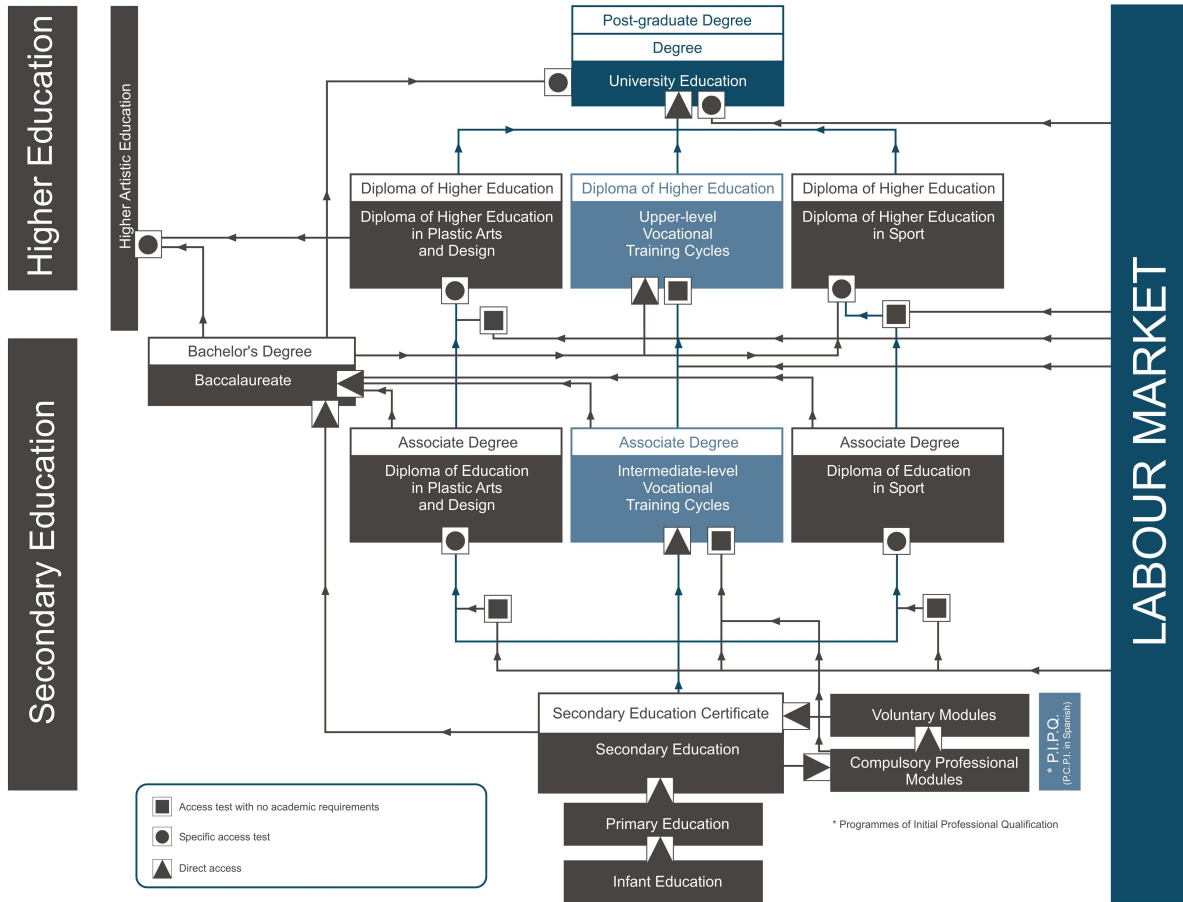 Higher Education
Secondary Education
Higher Artistic Education
Post-graduate Degree
Degree
University Education
Diploma of Higher Education
Diploma of Higher Education
in Plastic Arts
and Design
Diploma of Higher Education
Upper-level
Vocational
Training Cycles
Diploma of Higher Education
Diploma of Higher Education
in Sport
Bachelor's Degree
Baccalaureate
Associate Degree
Diploma of Education
in Plastic Arts
and Design
Associate Degree
Intermediate-level
Vocational
Training Cycles
Associate Degree
Diploma of Education
in Sport
Secondary Education Certificate
Secondary Education
Primary Education
Infant Education
Voluntary Modules
Compulsory Professional
Modules
* P.I.P.Q.
(P.C.P.I. in Spanish)
* Programmes of Initial Professional Qualification
Access test with no academic requirements
Specific access test
Direct access
LABOUR MARKET